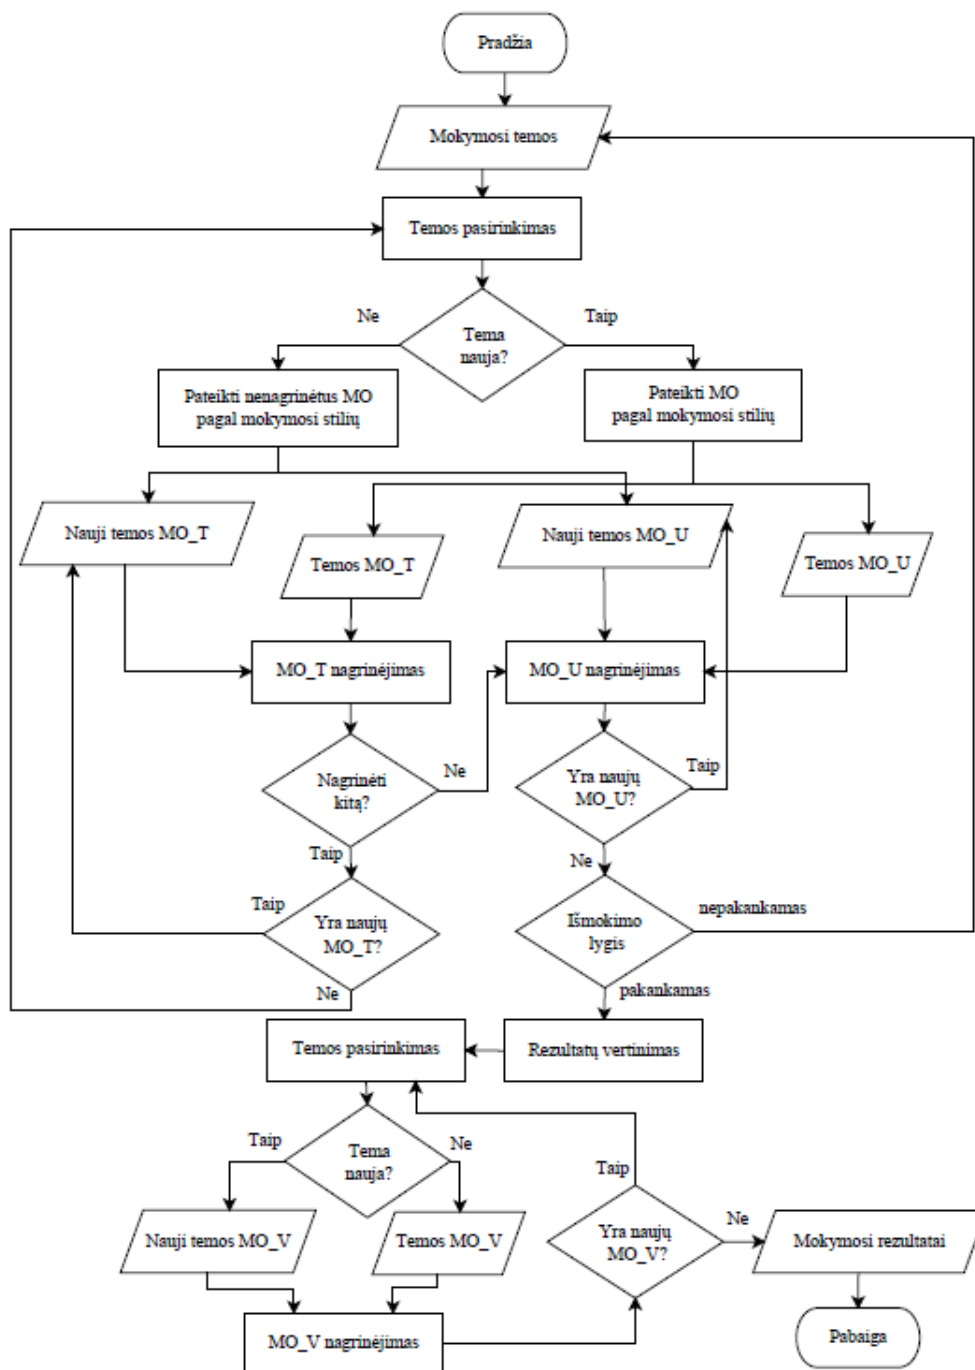 Pradžia
Mokymosi temos
Temos pasirinkimas
Ne
Taip
Tema
nauja?
Pateikti nenagrinėtus MO
pagal mokymosi stilių
Pateikti MO
pagal mokymosi stilių
Nauji temos MO_T
Temos MO_T
Nauji temos MO_U
Temos MO_U
MO_T nagrinėjimas
MO_U nagrinėjimas
Nagrinėti
kitą?
Ne
Yra naujų
MO_U?
Taip
Taip
Ne
Taip
Yra naujų
MO_T?
Išmokimo
lygis
nepakankamas
Ne
pakankamas
Temos pasirinkimas
Rezultatų vertinimas
Taip
Tema
nauja?
Ne
Taip
Nauji temos MO_V
Temos MO_V
Yra naujų
MO_V?
Ne
Mokymosi rezultatai
MO_V nagrinėjimas
Pabaiga